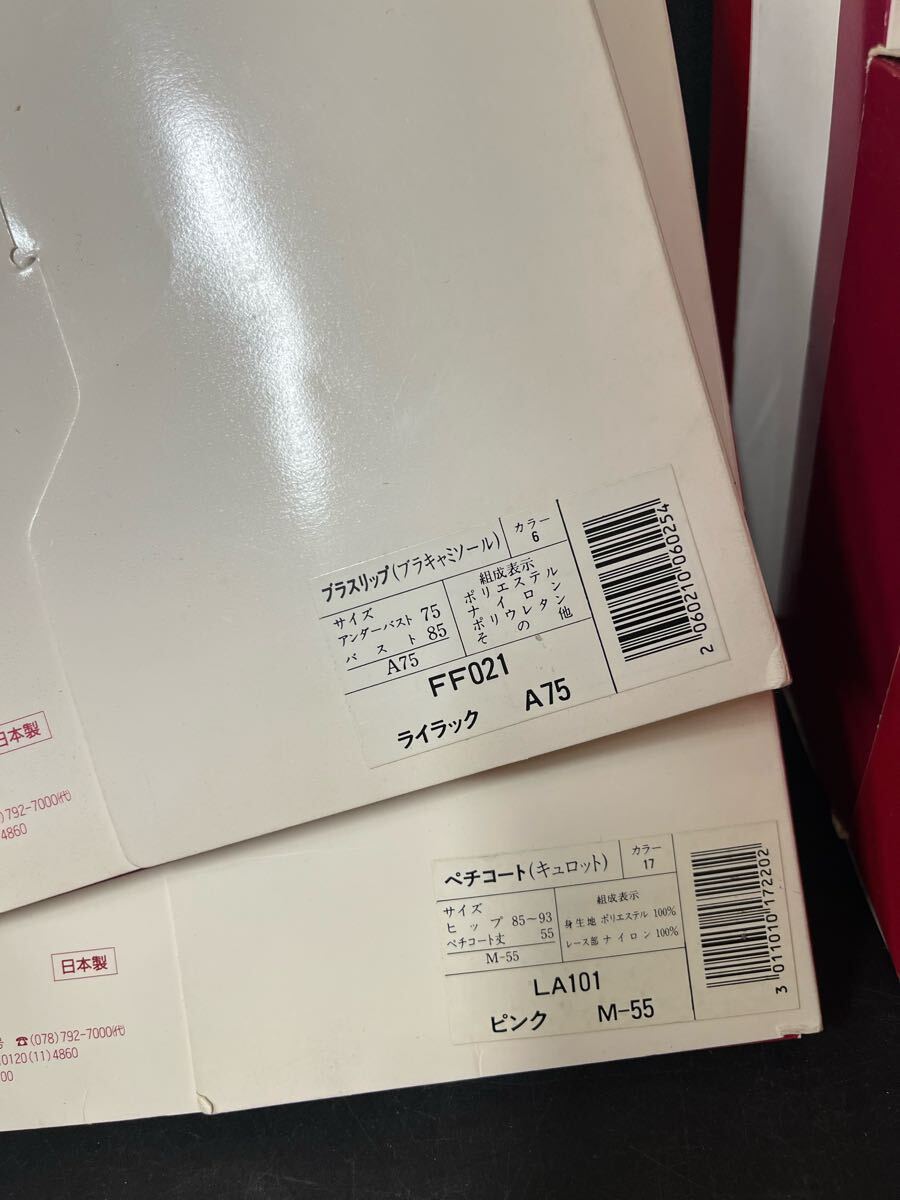 ブラスリップ(ブラキャミソール)
カラー
6
サイズ
アンダーバスト 75
バスト 85
A75
組成表示
ポリエステル
ナイロン
ポリウレタン
その他
FF021
ライラック A75
2 060210 060254
日本製
)792-7000㈹
4860
ペチコート(キュロット)
カラー
17
サイズ
ヒップ 85〜93
ペチコート丈 55
M-55
組成表示
身生地 ポリエステル 100%
レース部 ナイロン 100%
LA101
ピンク M-55
3 011010 172202
日本製
号 ☎(078)792-7000㈹
0120(11)4860
00